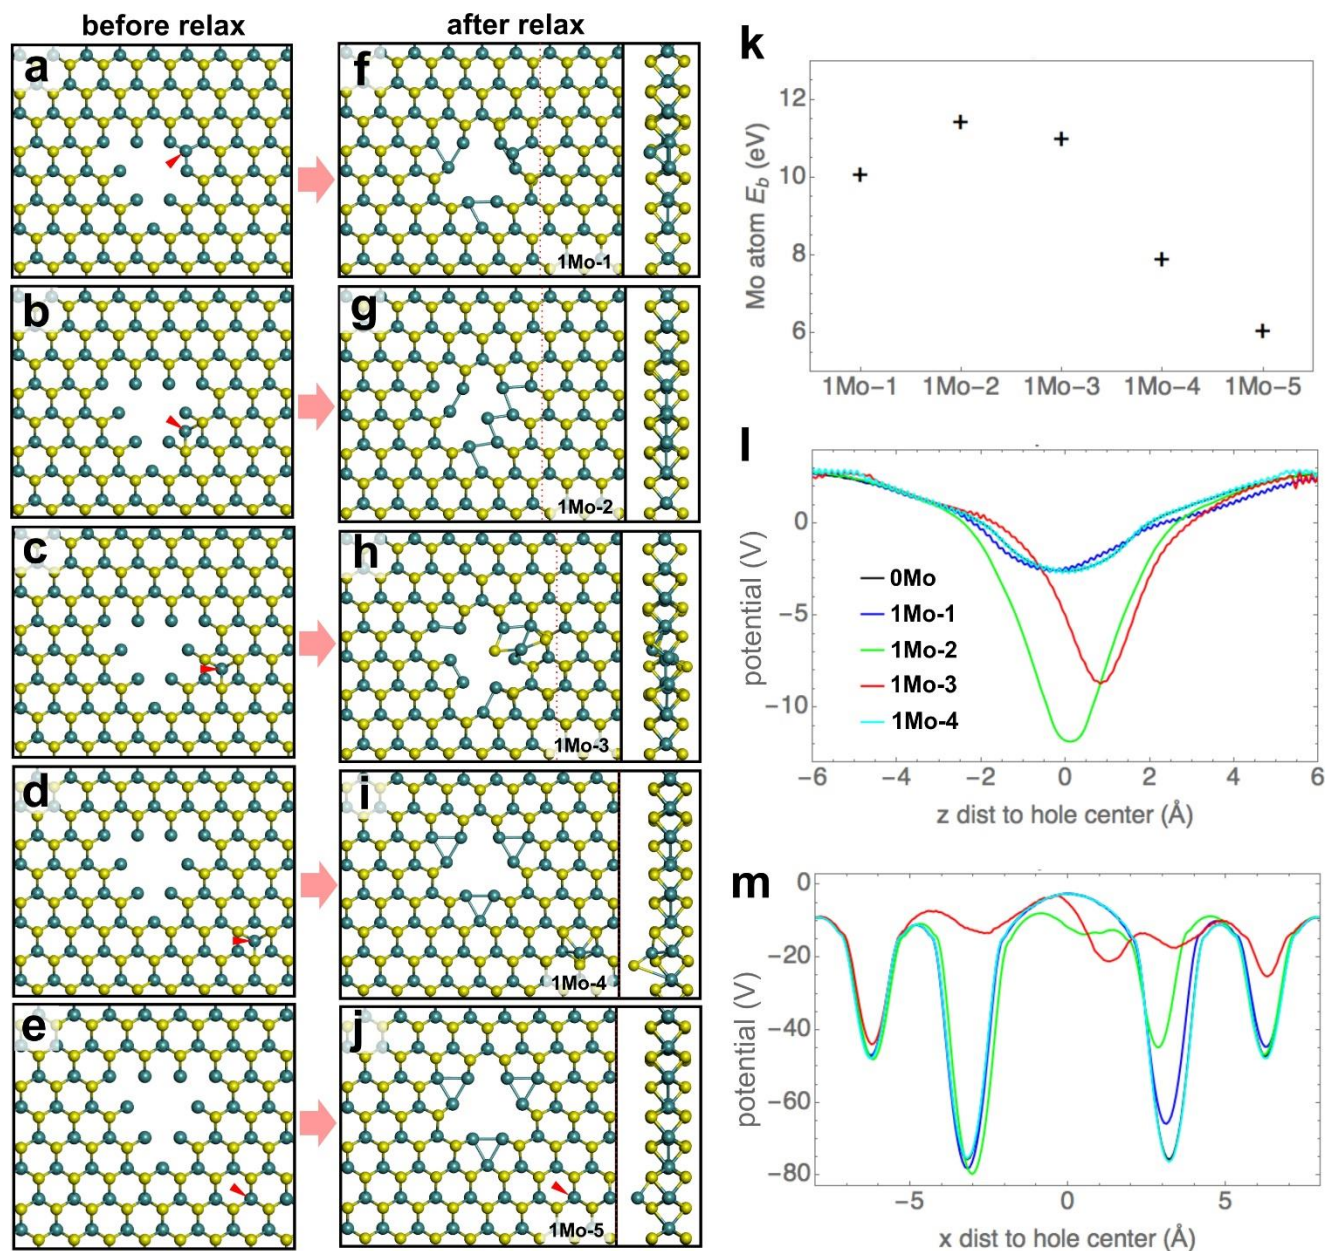 before relax
after relax
a
f
1Mo-1
b
g
1Mo-2
c
h
1Mo-3
d
i
1Mo-4
e
j
1Mo-5
k
12
10
8
6
Mo atom Eb (eV)
1Mo-1 1Mo-2 1Mo-3 1Mo-4 1Mo-5
l
0
−5
−10
potential (V)
0Mo
1Mo-1
1Mo-2
1Mo-3
1Mo-4
−6 −4 −2 0 2 4 6
z dist to hole center (Å)
m
0
−20
−40
−60
−80
potential (V)
−5 0 5
x dist to hole center (Å)